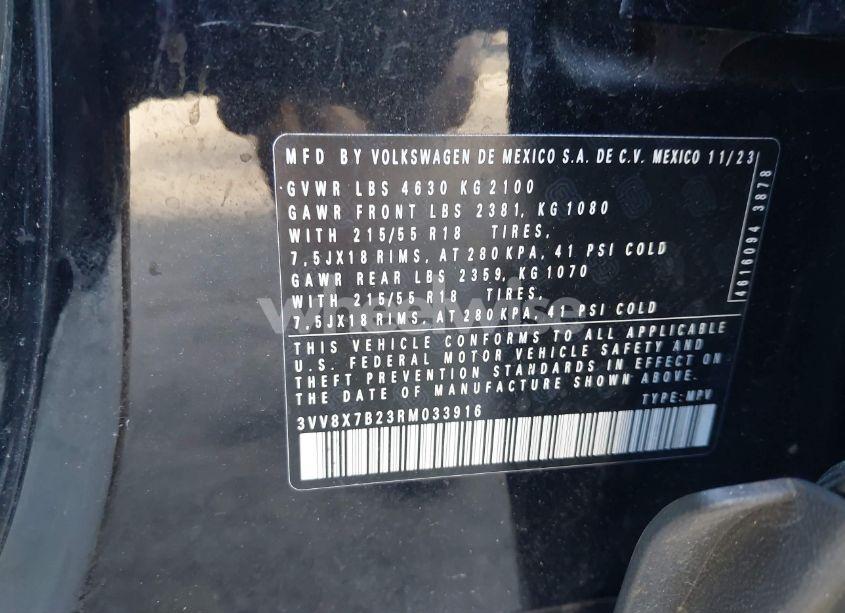 MFD BY VOLKSWAGEN DE MEXICO S.A. DE C.V. MEXICO 11/23
GVWR LBS 4630 KG 2100
GAWR FRONT LBS 2381, KG 1080
WITH 215/55 R18 TIRES,
7,5JX18 RIMS, AT 280 KPA, 41 PSI COLD
GAWR REAR LBS 2359, KG 1070
WITH 215/55 R18 TIRES,
7,5JX18 RIMS, AT 280 KPA, 41 PSI COLD
4616094 3878
THIS VEHICLE CONFORMS TO ALL APPLICABLE
U.S. FEDERAL MOTOR VEHICLE SAFETY AND
THEFT PREVENTION STANDARDS IN EFFECT ON
THE DATE OF MANUFACTURE SHOWN ABOVE.
3VV8X7B23RM033916 TYPE: MPV
wheelwise